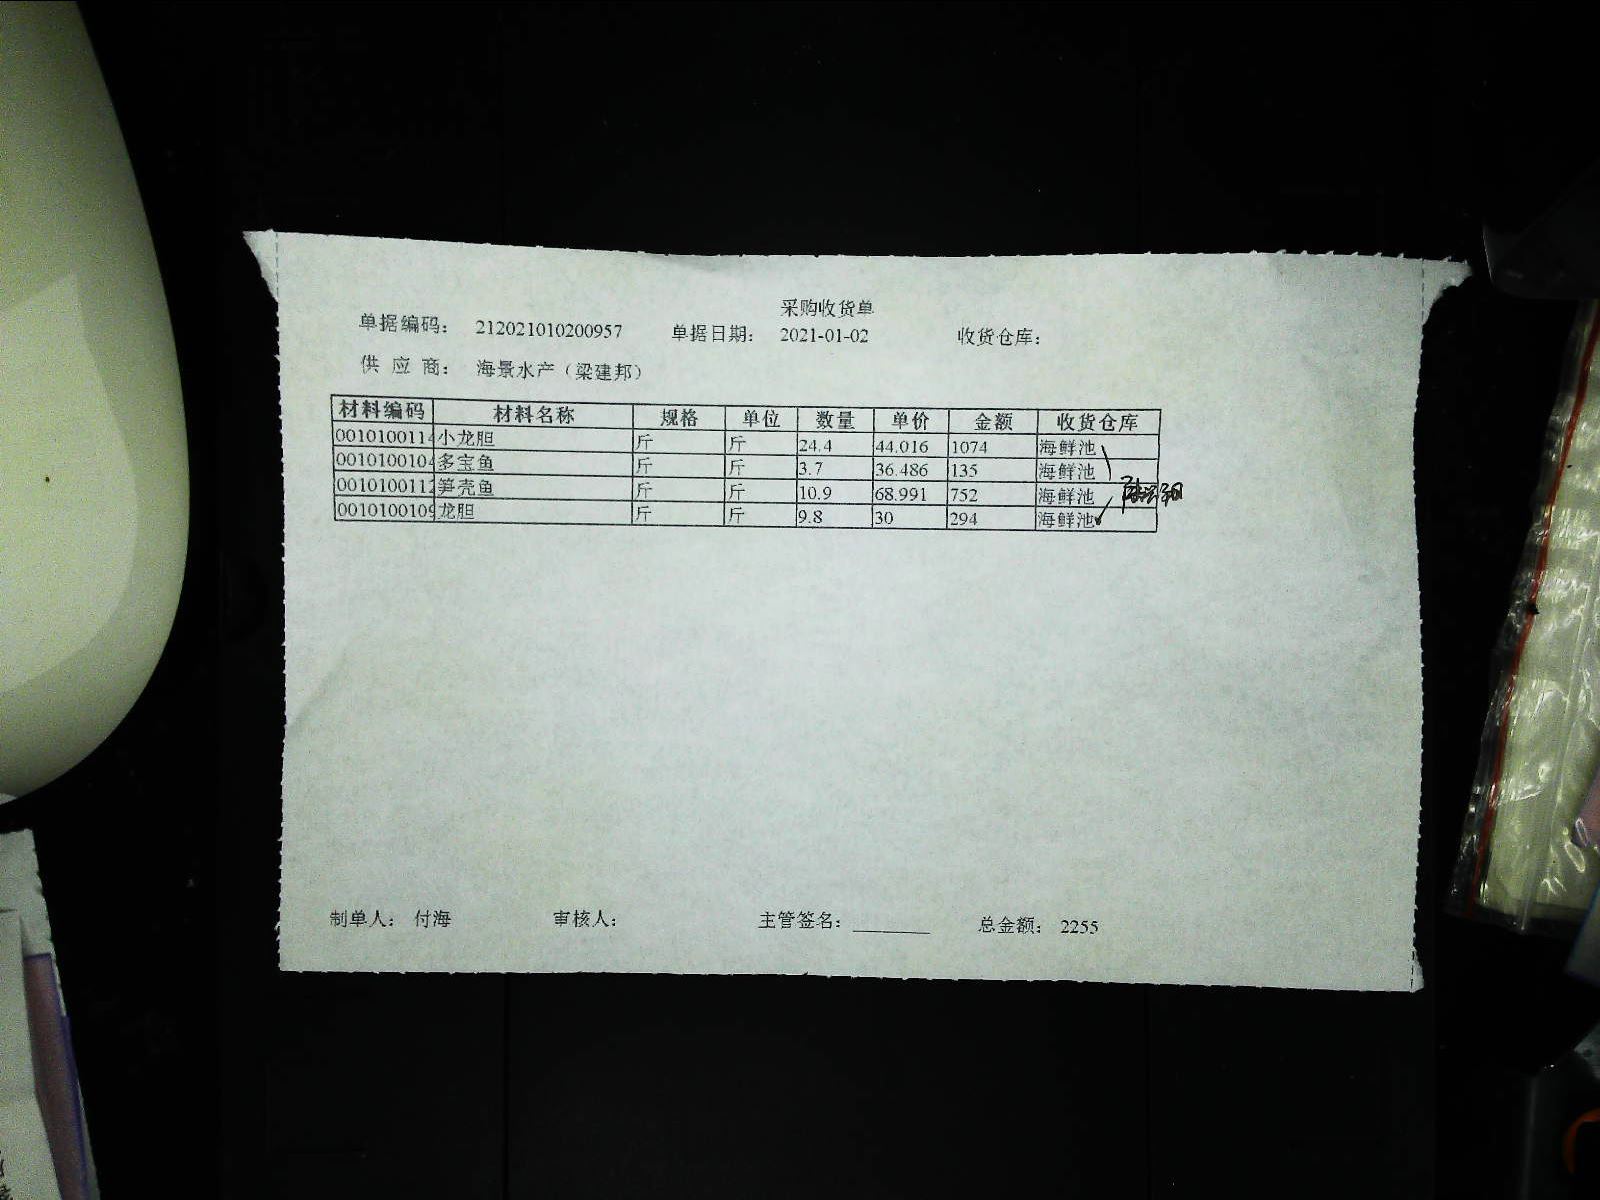 采购收货单
单据编码： 212021010200957 单据日期： 2021-01-02 收货仓库：
供 应 商： 海景水产（梁建邦）
材料编码 材料名称 规格 单位 数量 单价 金额 收货仓库
0010100114 小龙胆 斤 斤 24.4 44.016 1074 海鲜池
0010100104 多宝鱼 斤 斤 3.7 36.486 135 海鲜池
0010100112 笋壳鱼 斤 斤 10.9 68.991 752 海鲜池
0010100109 龙胆 斤 斤 9.8 30 294 海鲜池
制单人： 付海 审核人： 主管签名： 总金额： 2255